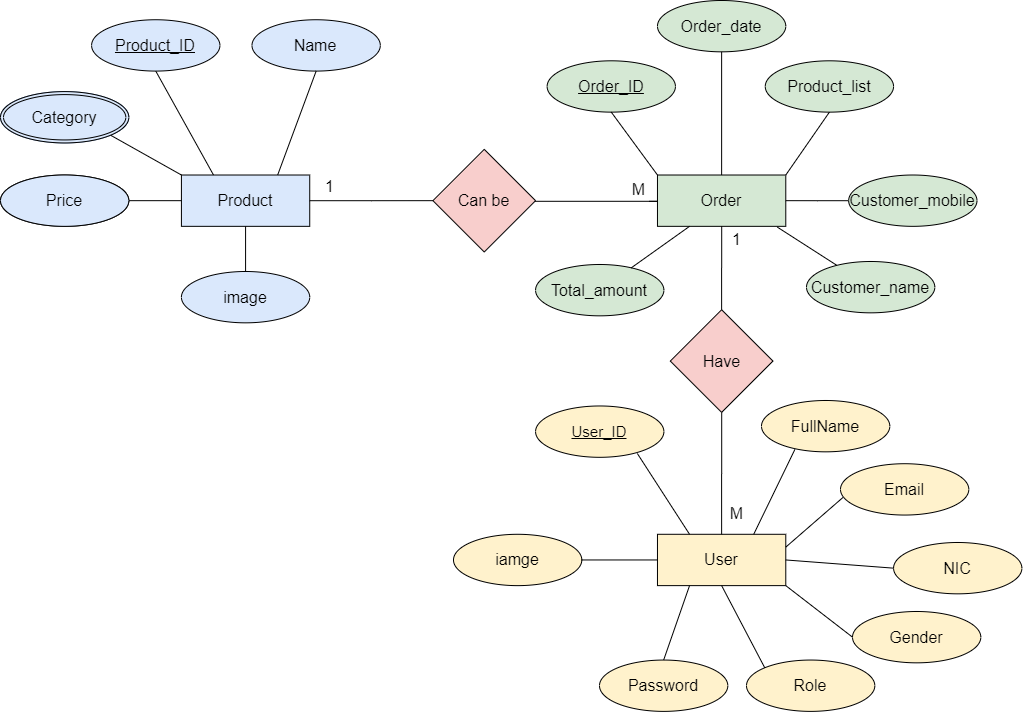 Order_date
Product_ID
Name
Order_ID
Product_list
Category
Price
Product
1
Can be
M
Order
Customer_mobile
1
image
Total_amount
Customer_name
Have
User_ID
FullName
Email
M
iamge
User
NIC
Gender
Password
Role